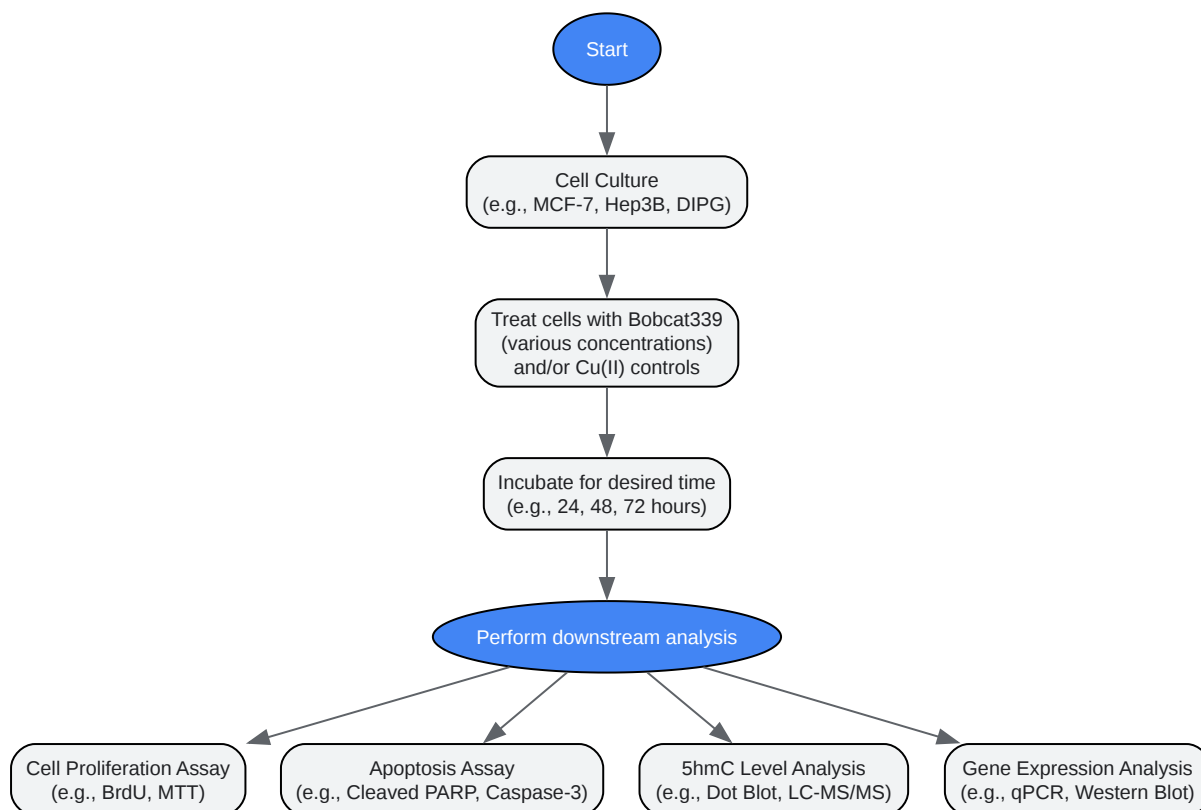 Start
Cell Culture
(e.g., MCF-7, Hep3B, DIPG)
Treat cells with Bobcat339
(various concentrations)
and/or Cu(II) controls
Incubate for desired time
(e.g., 24, 48, 72 hours)
Perform downstream analysis
Cell Proliferation Assay
(e.g., BrdU, MTT)
Apoptosis Assay
(e.g., Cleaved PARP, Caspase-3)
5hmC Level Analysis
(e.g., Dot Blot, LC-MS/MS)
Gene Expression Analysis
(e.g., qPCR, Western Blot)